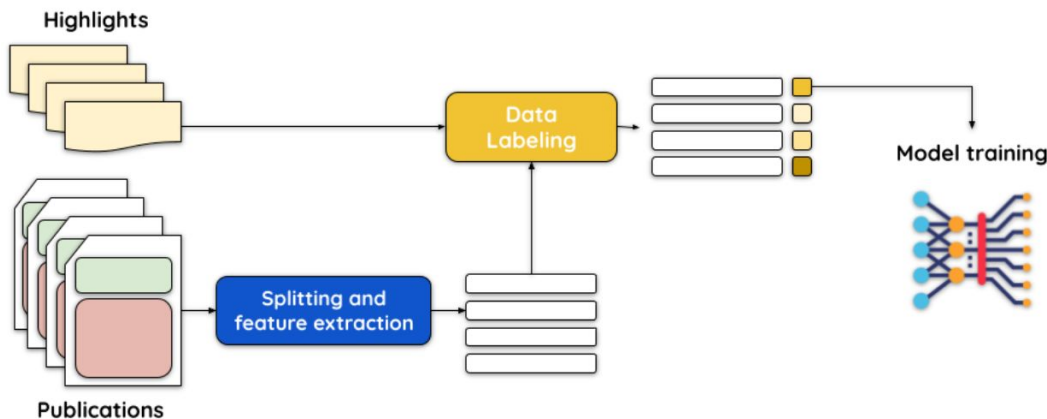 Highlights
Data
Labeling
Model training
Splitting and
feature extraction
Publications